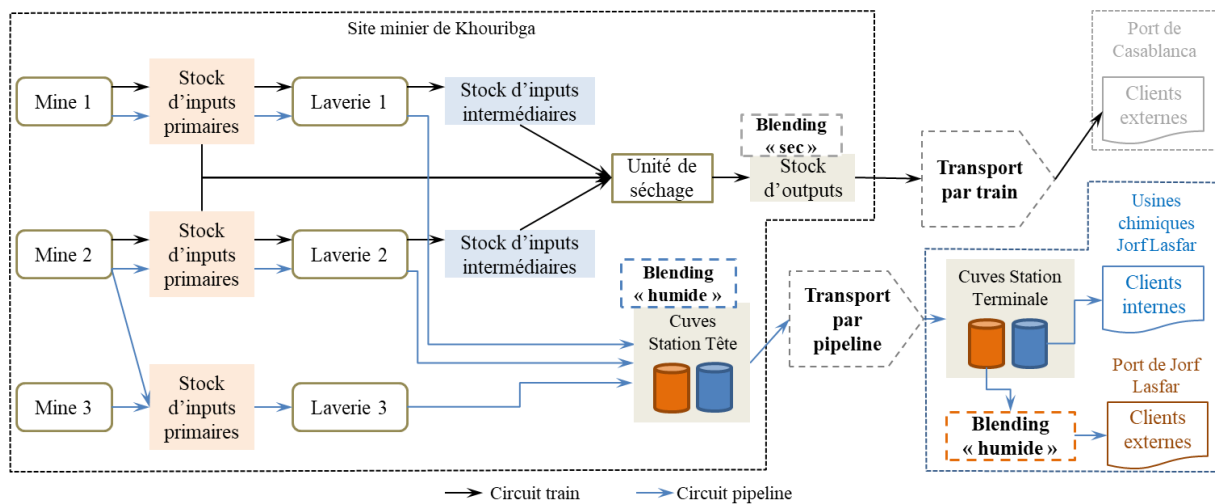 Site minier de Khouribga
Port de
Casablanca
Clients
externes
Mine 1
Stock
d’inputs
primaires
Laverie 1
Stock d’inputs
intermédiaires
Blending
« sec »
Unité de
séchage
Stock
d’outputs
Transport
par train
Mine 2
Stock
d’inputs
primaires
Laverie 2
Stock d’inputs
intermédiaires
Usines
chimiques
Jorf Lasfar
Blending
« humide »
Cuves
Station Tête
Transport
par
pipeline
Cuves Station
Terminale
Clients
internes
Mine 3
Stock
d’inputs
primaires
Laverie 3
Port de Jorf
Lasfar
Blending
« humide »
Clients
externes
Circuit train
Circuit pipeline